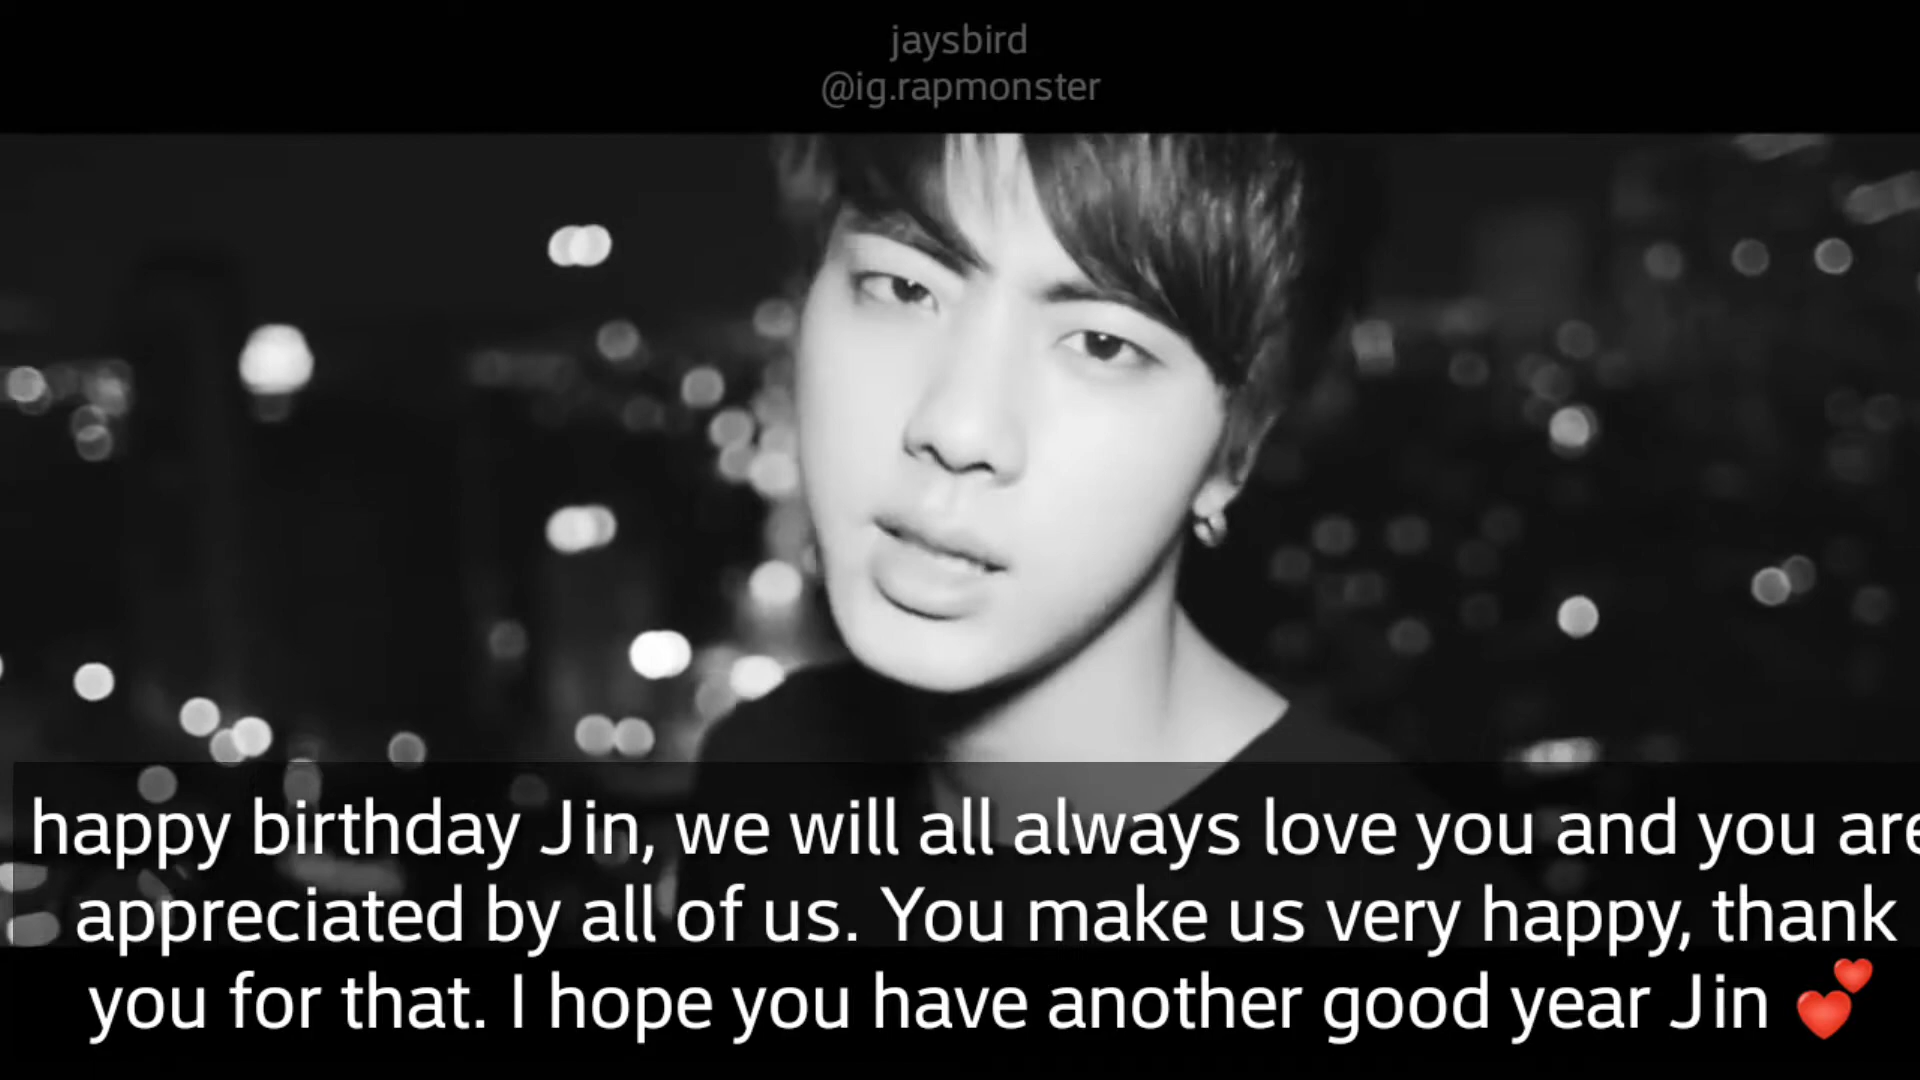 jaysbird
@ig.rapmonster
happy birthday Jin, we will all always love you and you are
appreciated by all of us. You make us very happy, thank
you for that. I hope you have another good year Jin 💕